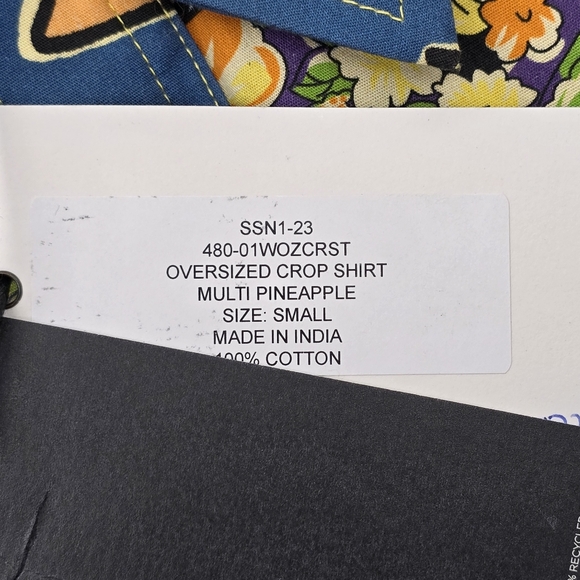 SSN1-23
480-01WOZCRST
OVERSIZED CROP SHIRT
MULTI PINEAPPLE
SIZE: SMALL
MADE IN INDIA
100% COTTON